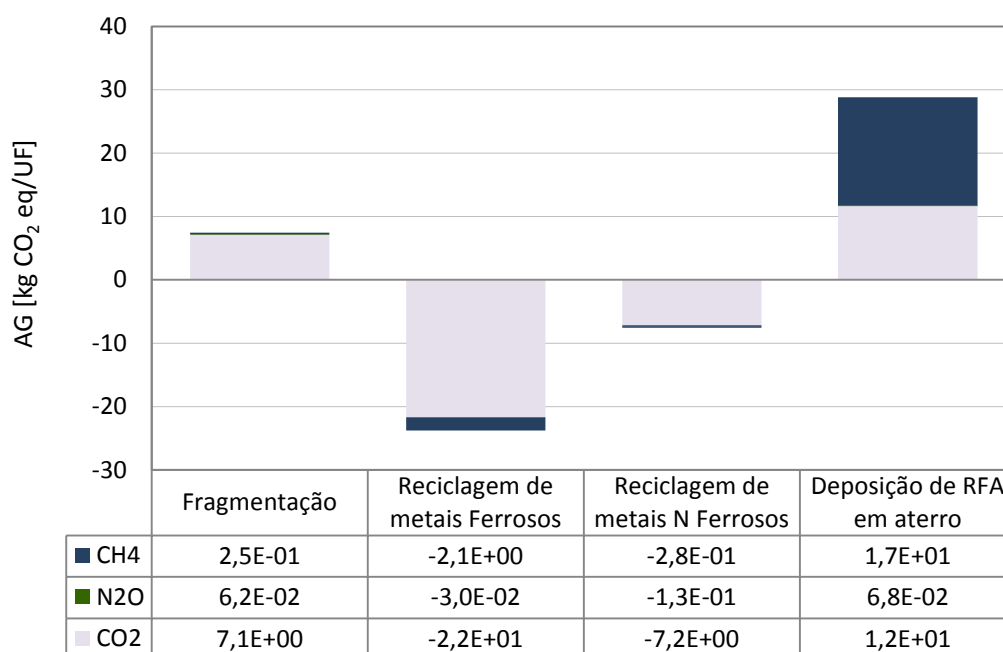 40
30
20
10
0
-10
-20
-30
AG [kg CO₂ eq/UF]
Fragmentação
Reciclagem de metais Ferrosos
Reciclagem de metais N Ferrosos
Deposição de RFA em aterro
CH4 2,5E-01 -2,1E+00 -2,8E-01 1,7E+01
N2O 6,2E-02 -3,0E-02 -1,3E-01 6,8E-02
CO2 7,1E+00 -2,2E+01 -7,2E+00 1,2E+01